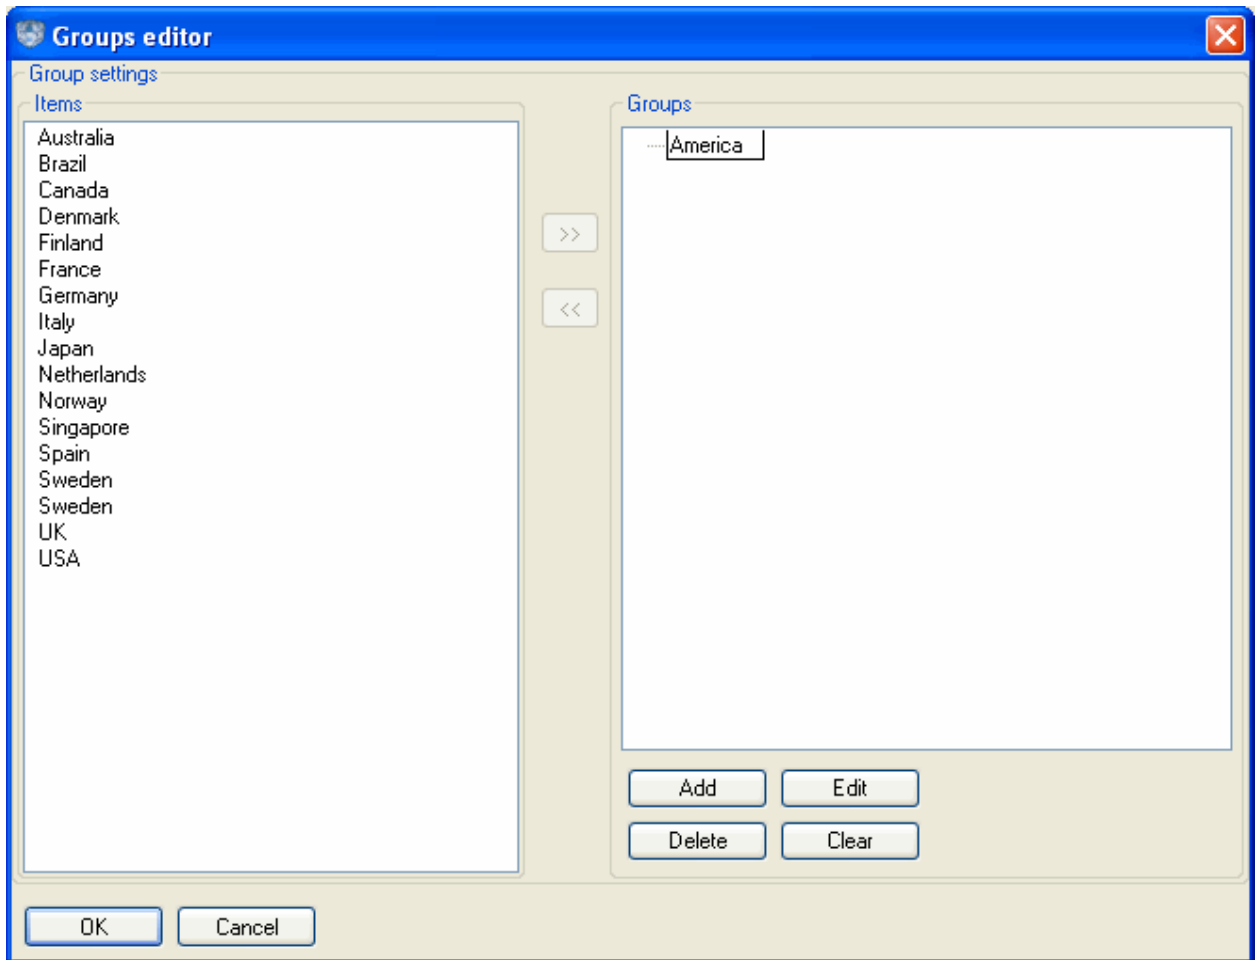 Groups editor
Group settings
Items
Australia
Brazil
Canada
Denmark
Finland
France
Germany
Italy
Japan
Netherlands
Norway
Singapore
Spain
Sweden
Sweden
UK
USA
>>
<<
Groups
America
Add
Edit
Delete
Clear
OK
Cancel